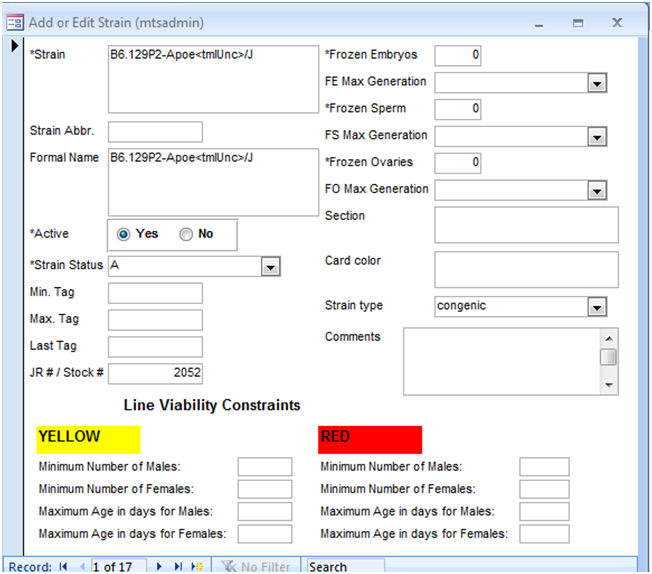 Add or Edit Strain (mtsadmin)
*Strain B6.129P2-Apoe<tmlUnc>/J
Strain Abbr.
Formal Name B6.129P2-Apoe<tmlUnc>/J
*Active Yes No
*Strain Status A
Min. Tag
Max. Tag
Last Tag
JR # / Stock # 2052
*Frozen Embryos 0
FE Max Generation
*Frozen Sperm 0
FS Max Generation
*Frozen Ovaries 0
FO Max Generation
Section
Card color
Strain type congenic
Comments
Line Viability Constraints
YELLOW
Minimum Number of Males:
Minimum Number of Females:
Maximum Age in days for Males:
Maximum Age in days for Females:
RED
Minimum Number of Males:
Minimum Number of Females:
Maximum Age in days for Males:
Maximum Age in days for Females:
Record: 1 of 17 No Filter Search